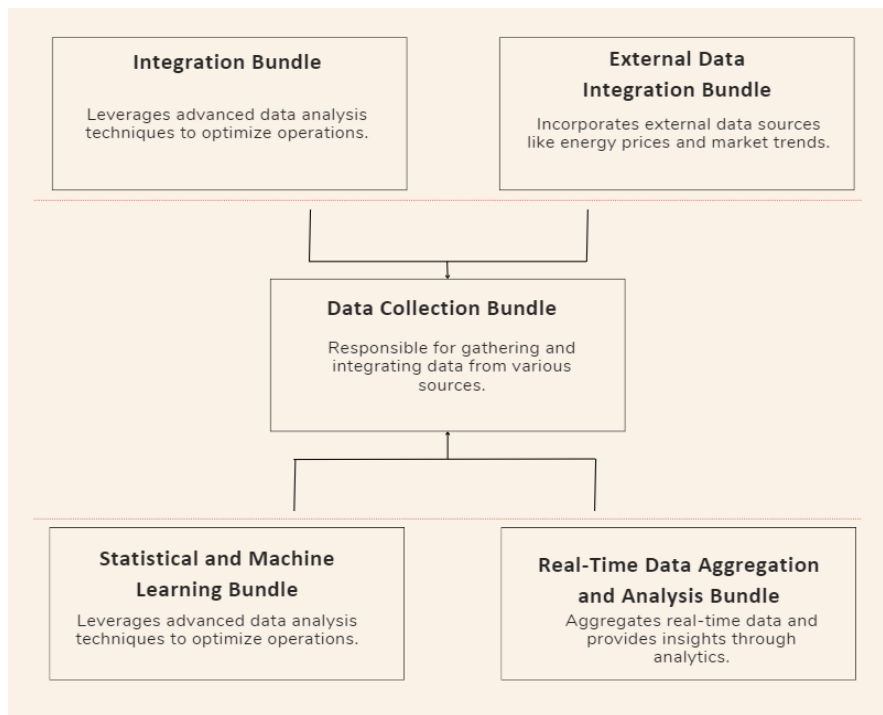 Integration Bundle
Leverages advanced data analysis
techniques to optimize operations.
External Data
Integration Bundle
Incorporates external data sources
like energy prices and market trends.
Data Collection Bundle
Responsible for gathering and
integrating data from various
sources.
Statistical and Machine
Learning Bundle
Leverages advanced data analysis
techniques to optimize operations.
Real-Time Data Aggregation
and Analysis Bundle
Aggregates real-time data and
provides insights through
analytics.